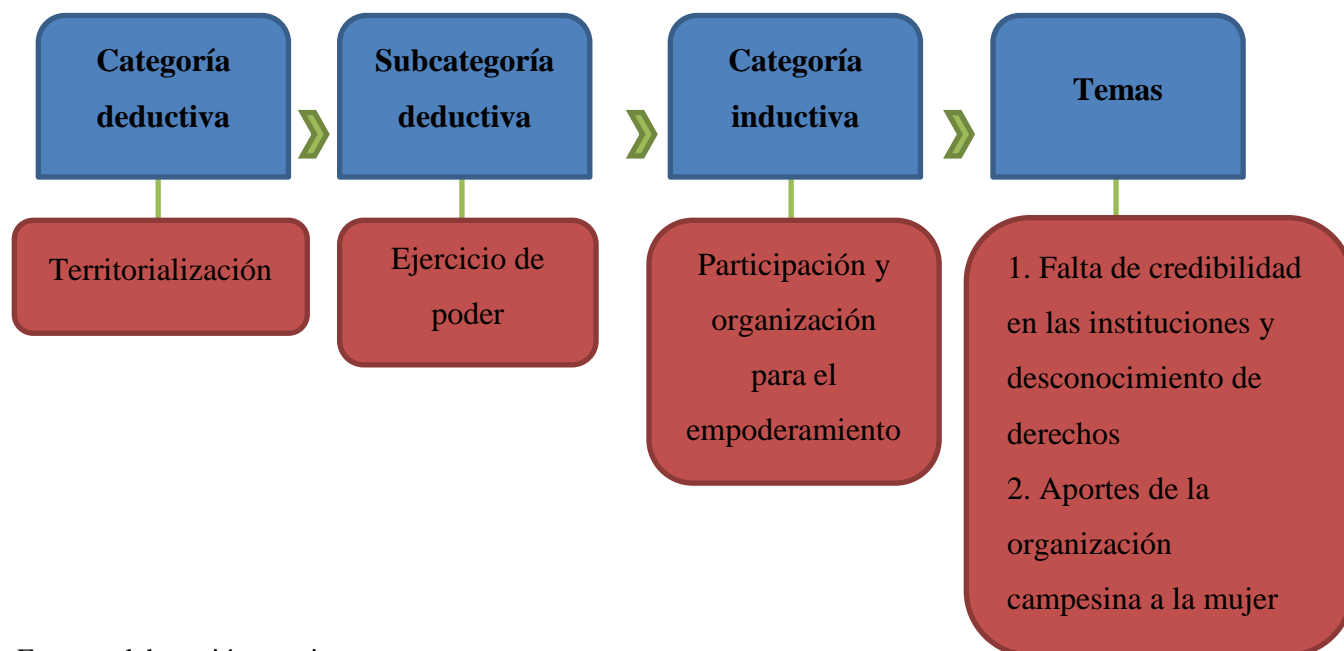 Categoría
deductiva
Subcategoría
deductiva
Categoría
inductiva
Temas
Territorialización
Ejercicio de
poder
Participación y
organización
para el
empoderamiento
1. Falta de credibilidad
en las instituciones y
desconocimiento de
derechos
2. Aportes de la
organización
campesina a la mujer